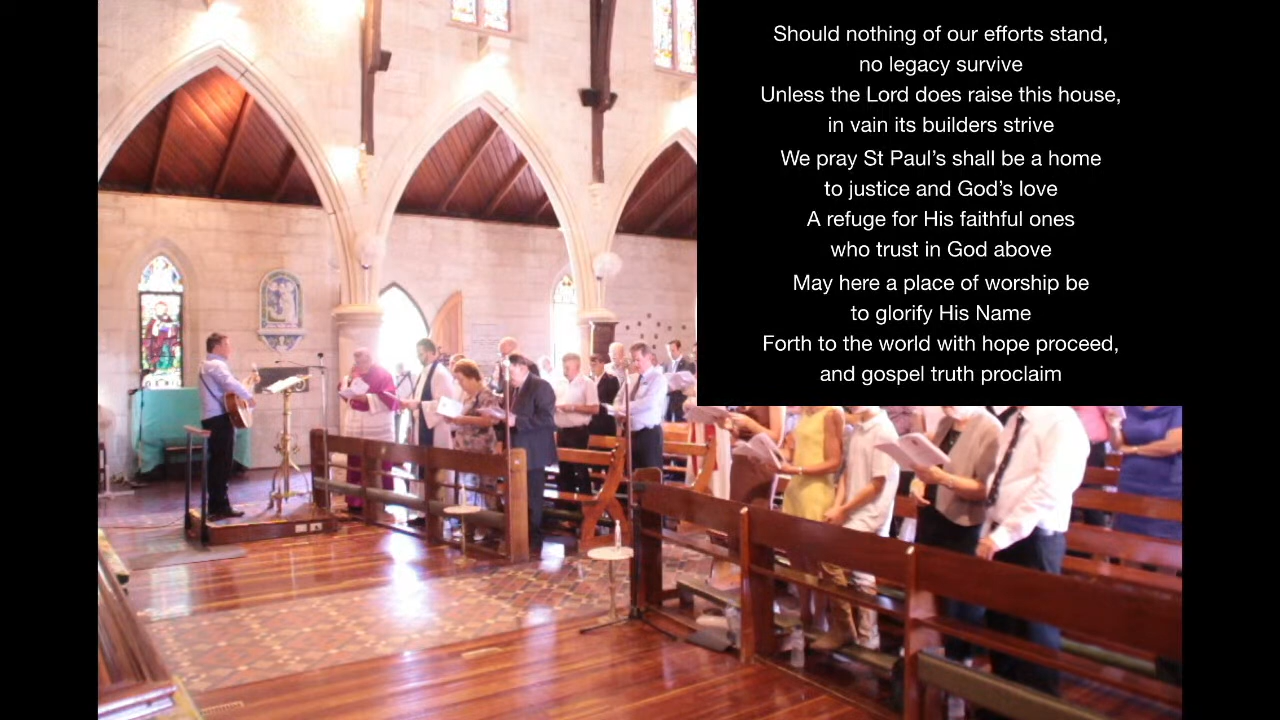 Should nothing of our efforts stand,
no legacy survive
Unless the Lord does raise this house,
in vain its builders strive
We pray St Paul’s shall be a home
to justice and God’s love
A refuge for His faithful ones
who trust in God above
May here a place of worship be
to glorify His Name
Forth to the world with hope proceed,
and gospel truth proclaim